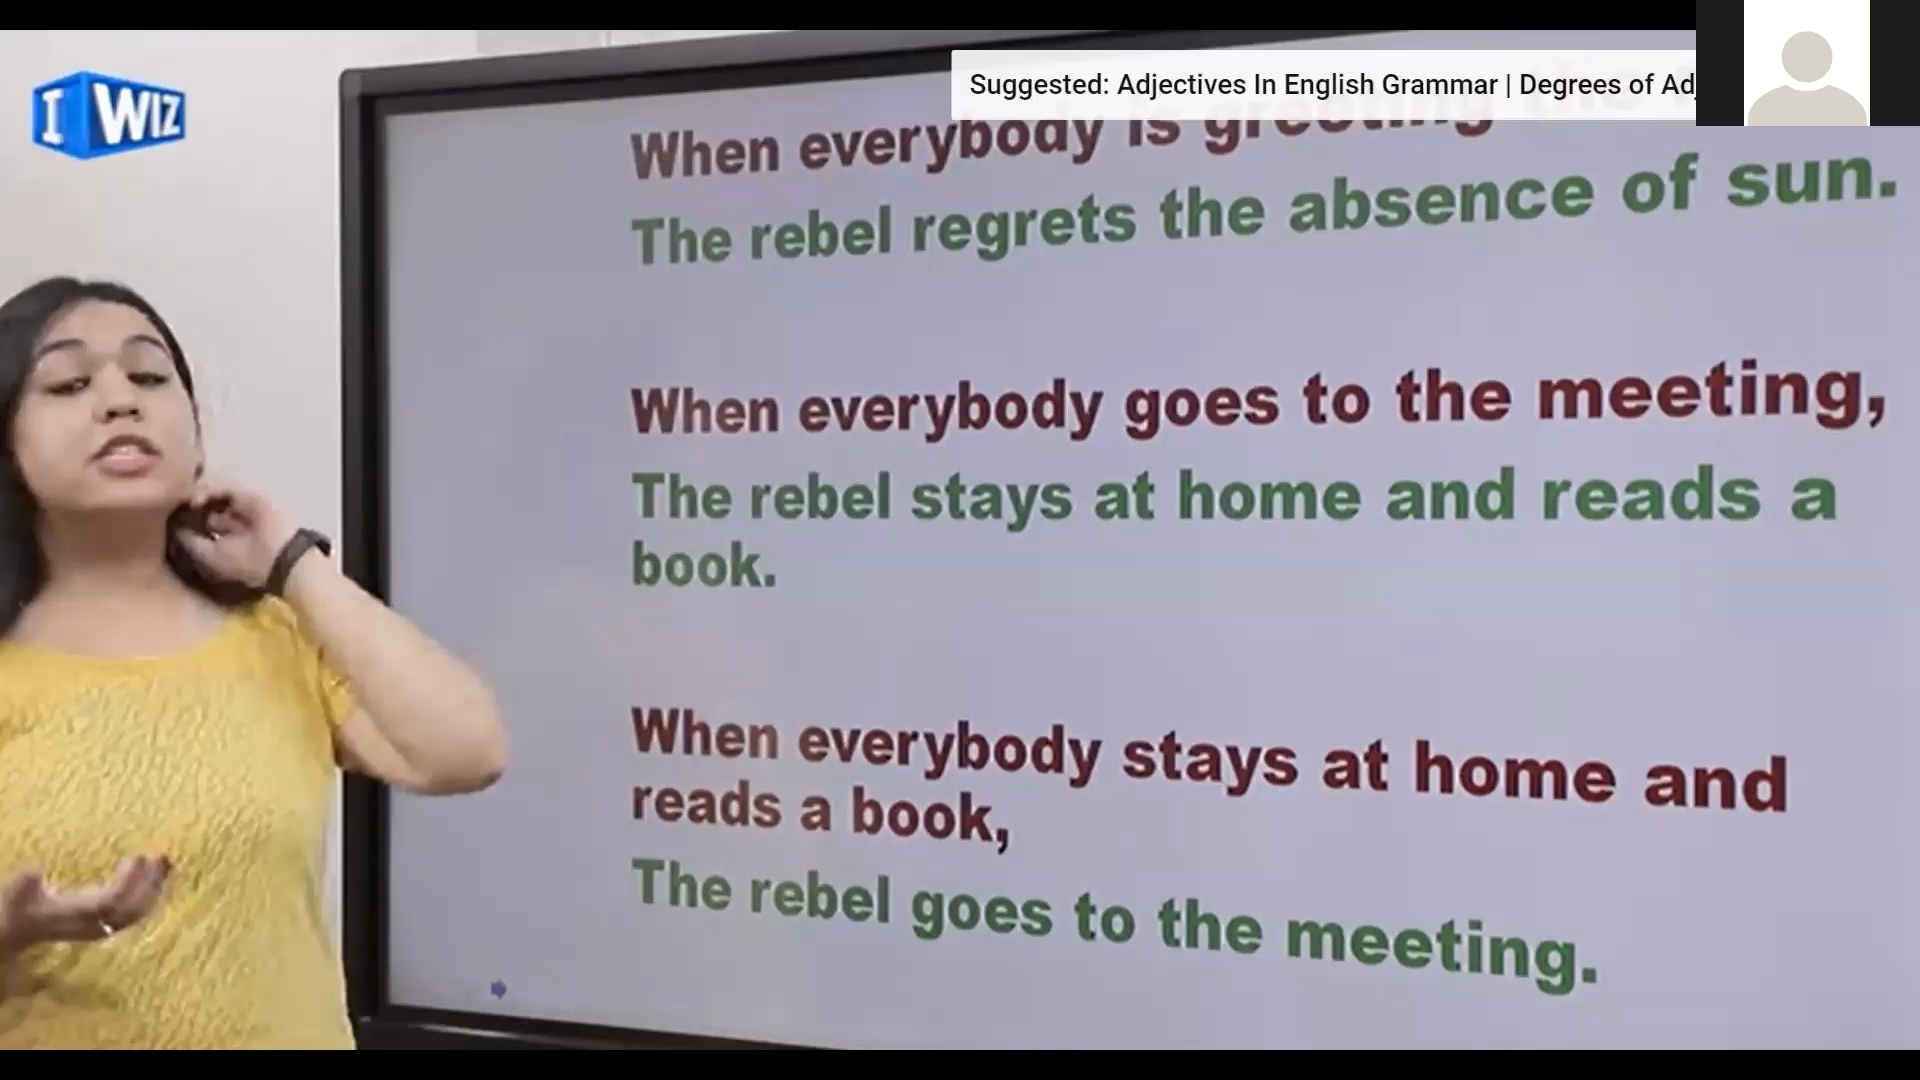 I WIZ
Suggested: Adjectives In English Grammar | Degrees of Ad
When everybody is greeting
The rebel regrets the absence of sun.
When everybody goes to the meeting,
The rebel stays at home and reads a
book.
When everybody stays at home and
reads a book,
The rebel goes to the meeting.